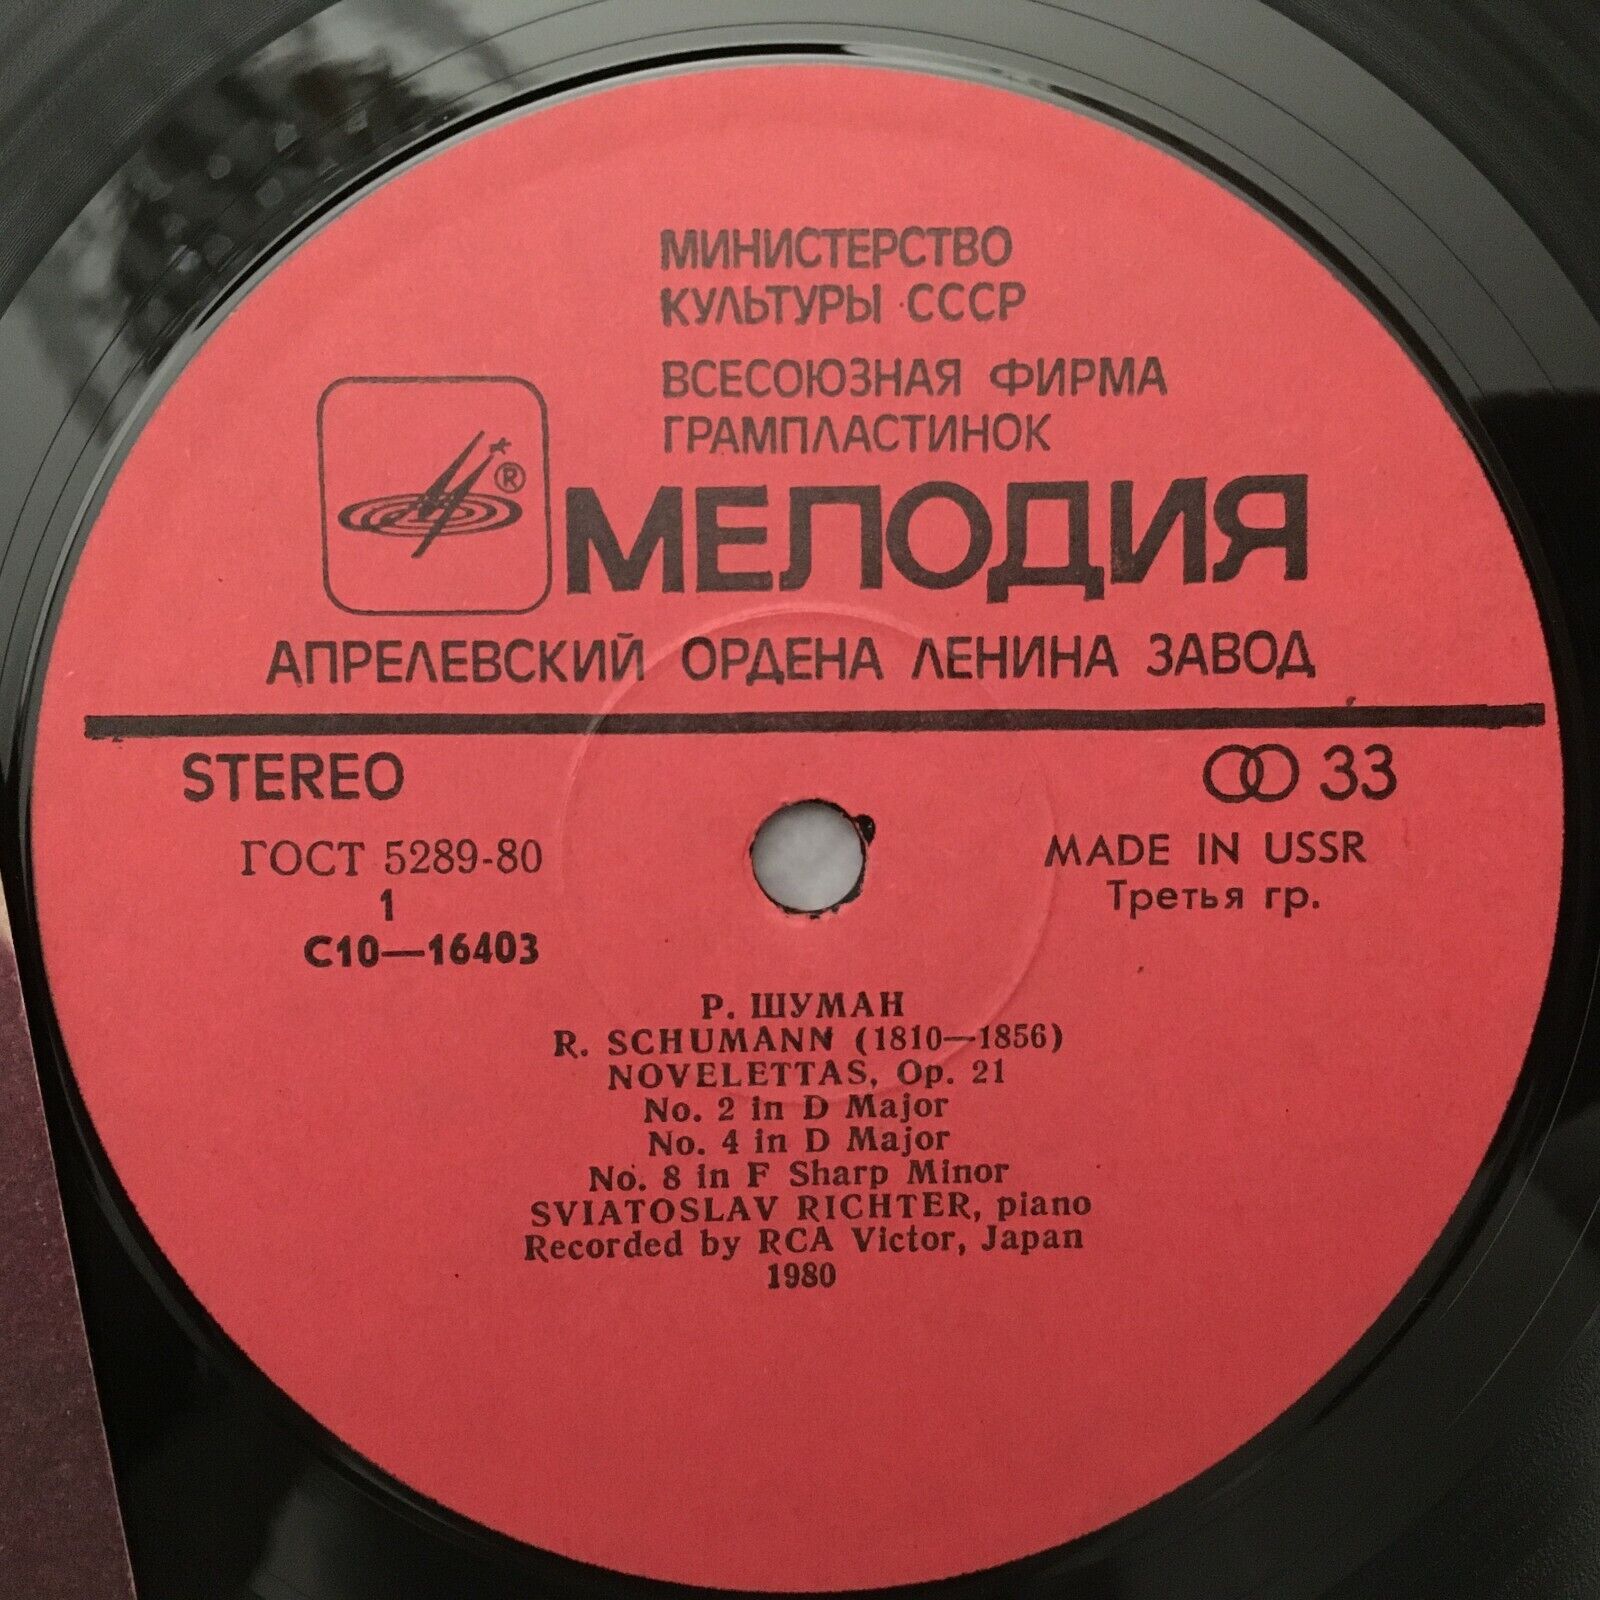 МИНИСТЕРСТВО
КУЛЬТУРЫ СССР
ВСЕСОЮЗНАЯ ФИРМА
ГРАМПЛАСТИНОК
®
МЕЛОДИЯ
АПРЕЛЕВСКИЙ ОРДЕНА ЛЕНИНА ЗАВОД
STEREO
33
ГОСТ 5289-80
MADE IN USSR
1
Третья гр.
С10—16403
Р. ШУМАН
R. SCHUMANN (1810—1856)
NOVELETTAS, Op. 21
No. 2 in D Major
No. 4 in D Major
No. 8 in F Sharp Minor
SVIATOSLAV RICHTER, piano
Recorded by RCA Victor, Japan
1980